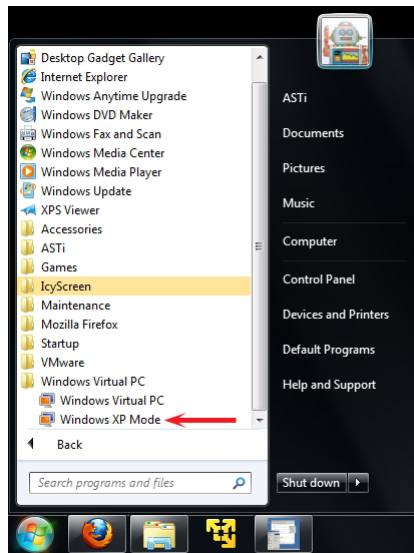 Desktop Gadget Gallery
Internet Explorer
Windows Anytime Upgrade
Windows DVD Maker
Windows Fax and Scan
Windows Media Center
Windows Media Player
Windows Update
XPS Viewer
Accessories
ASTi
Games
IcyScreen
Maintenance
Mozilla Firefox
Startup
VMware
Windows Virtual PC
Windows Virtual PC
Windows XP Mode
Back
Search programs and files
ASTi
Documents
Pictures
Music
Computer
Control Panel
Devices and Printers
Default Programs
Help and Support
Shut down